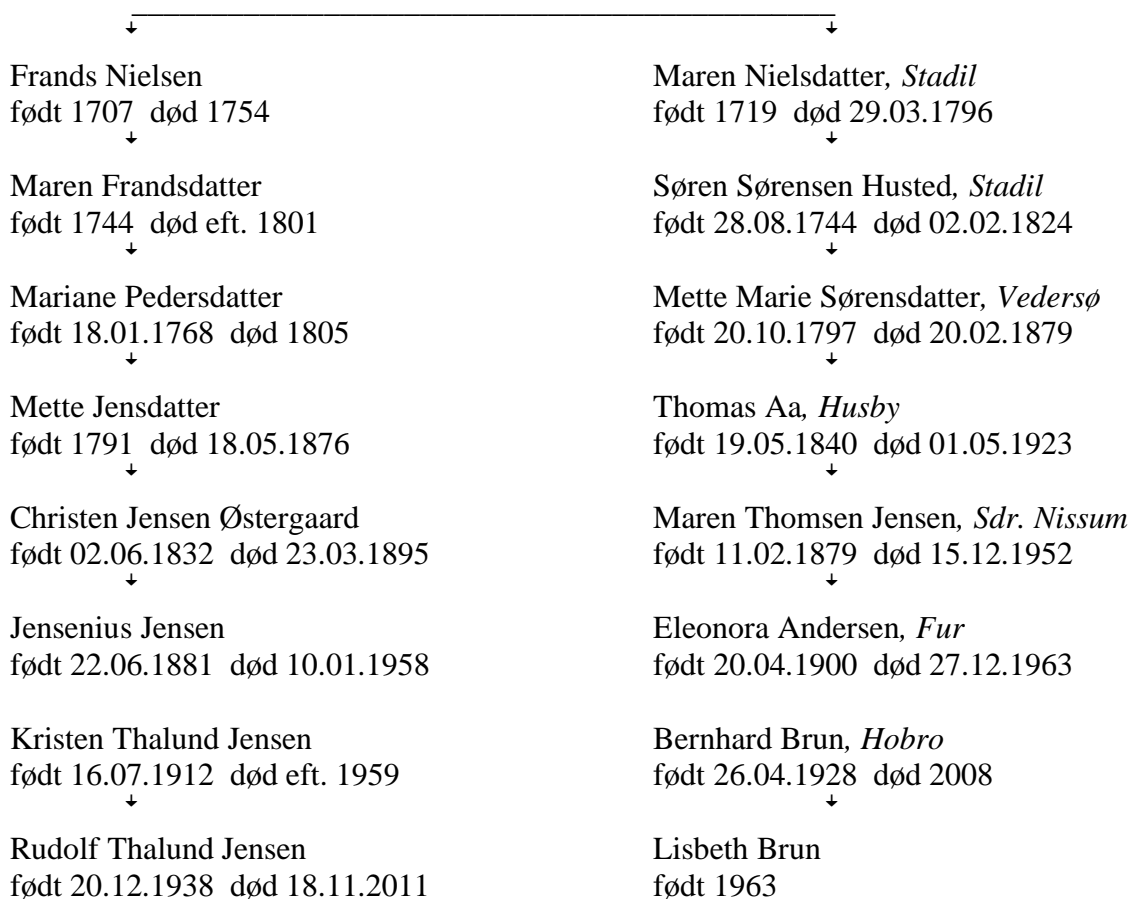 Frands Nielsen
født 1707  død 1754
Maren Frandsdatter
født 1744  død eft. 1801
Mariane Pedersdatter
født 18.01.1768  død 1805
Mette Jensdatter
født 1791  død 18.05.1876
Christen Jensen Østergaard
født 02.06.1832  død 23.03.1895
Jensenius Jensen
født 22.06.1881  død 10.01.1958
Kristen Thalund Jensen
født 16.07.1912  død eft. 1959
Rudolf Thalund Jensen
født 20.12.1938  død 18.11.2011
Maren Nielsdatter, Stadil
født 1719  død 29.03.1796
Søren Sørensen Husted, Stadil
født 28.08.1744  død 02.02.1824
Mette Marie Sørensdatter, Vedersø
født 20.10.1797  død 20.02.1879
Thomas Aa, Husby
født 19.05.1840  død 01.05.1923
Maren Thomsen Jensen, Sdr. Nissum
født 11.02.1879  død 15.12.1952
Eleonora Andersen, Fur
født 20.04.1900  død 27.12.1963
Bernhard Brun, Hobro
født 26.04.1928  død 2008
Lisbeth Brun
født 1963